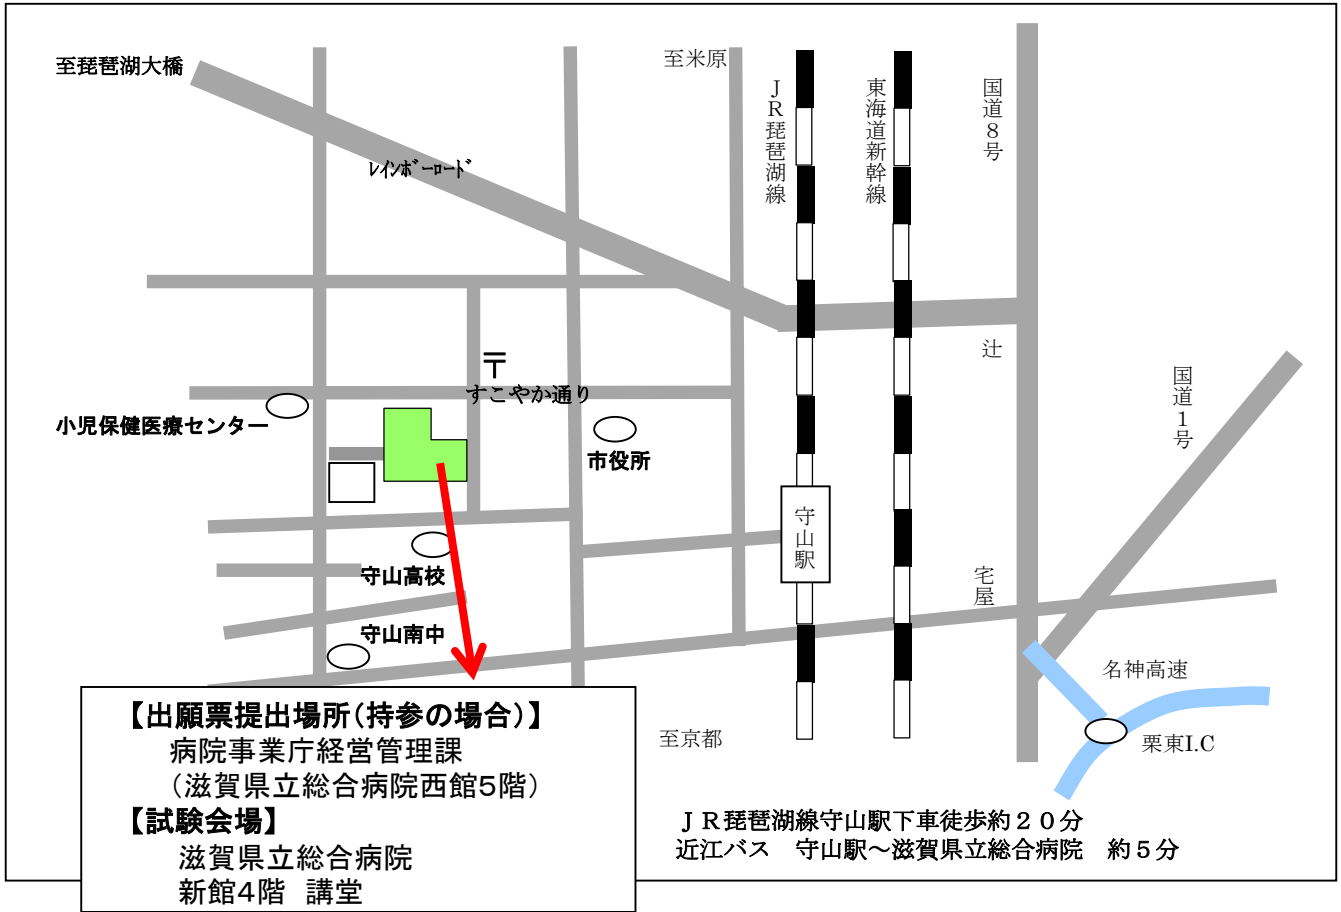 至琵琶湖大橋
至米原
ＪＲ琵琶湖線
東海道新幹線
国道８号
ﾚｲﾝﾎﾞｰﾛｰﾄﾞ
辻
〒
すこやか通り
国道１号
小児保健医療センター
市役所
守山駅
守山高校
宅屋
守山南中
名神高速
至京都
栗東I.C
【出願票提出場所(持参の場合)】
病院事業庁経営管理課
（滋賀県立総合病院西館5階）
【試験会場】
滋賀県立総合病院
新館4階　講堂
ＪＲ琵琶湖線守山駅下車徒歩約２０分
近江バス　守山駅～滋賀県立総合病院　約５分